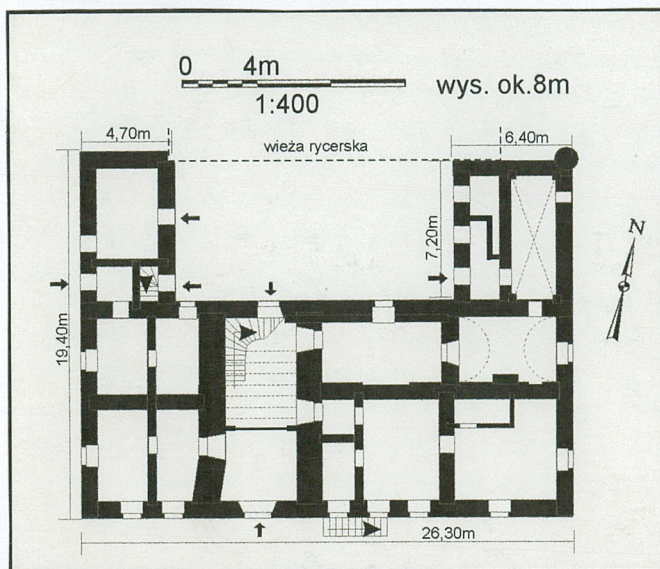 0 4m
1:400
wys. ok.8m
4,70m
wieża rycerska
6,40m
7,20m
N
19,40m
26,30m